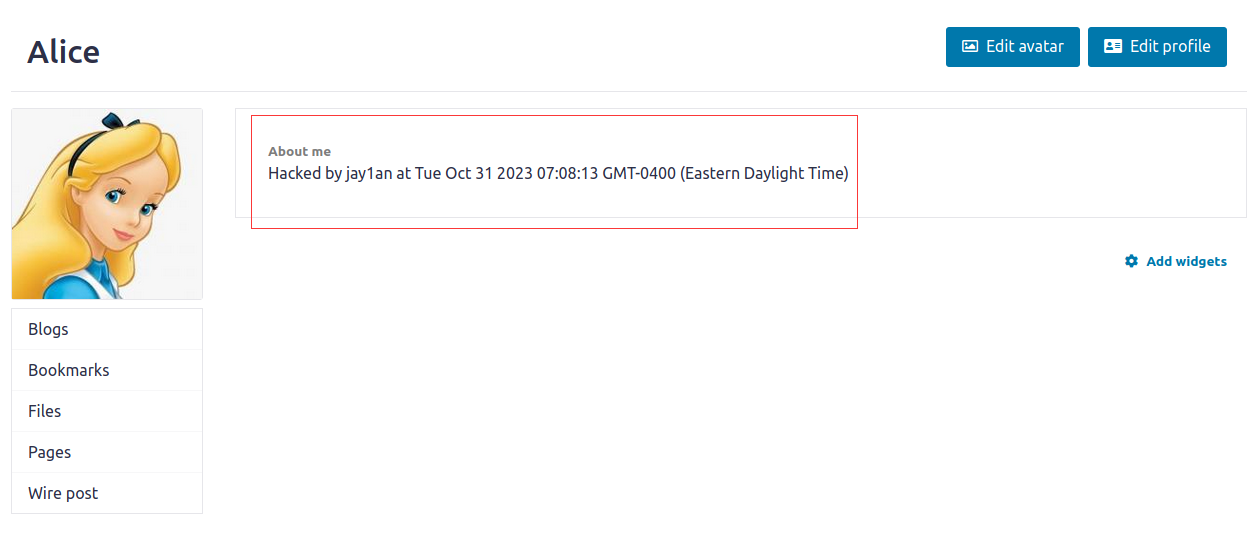 Alice
Edit avatar
Edit profile
About me
Hacked by jay1an at Tue Oct 31 2023 07:08:13 GMT-0400 (Eastern Daylight Time)
Add widgets
Blogs
Bookmarks
Files
Pages
Wire post